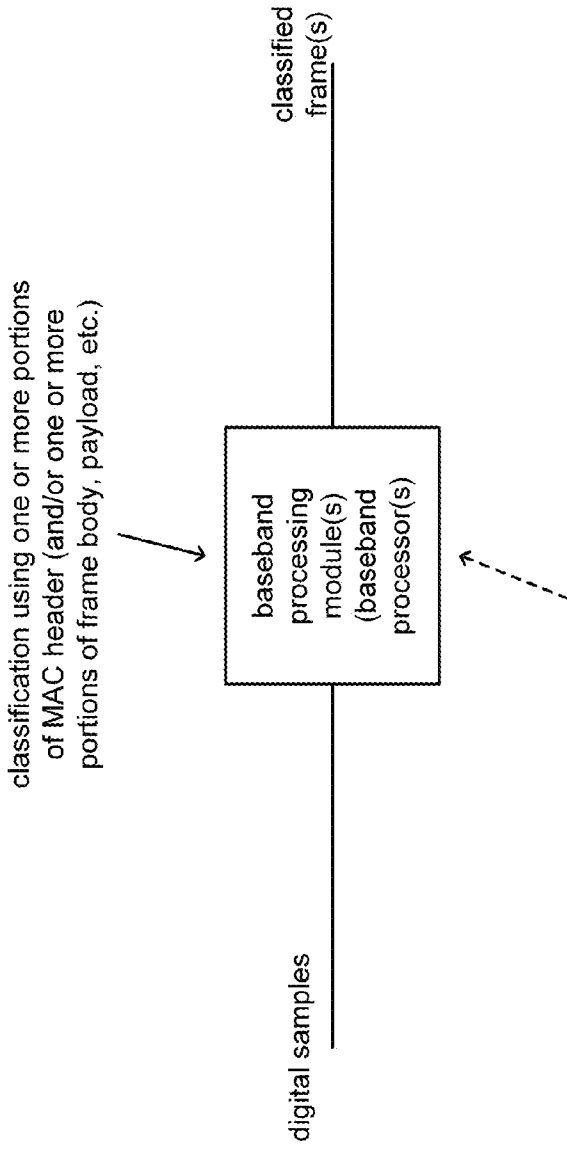 classification using one or more portions
of MAC header (and/or one or more
portions of frame body, payload, etc.)
digital samples
baseband
processing
module(s)
(baseband
processor(s)
classified
frame(s)